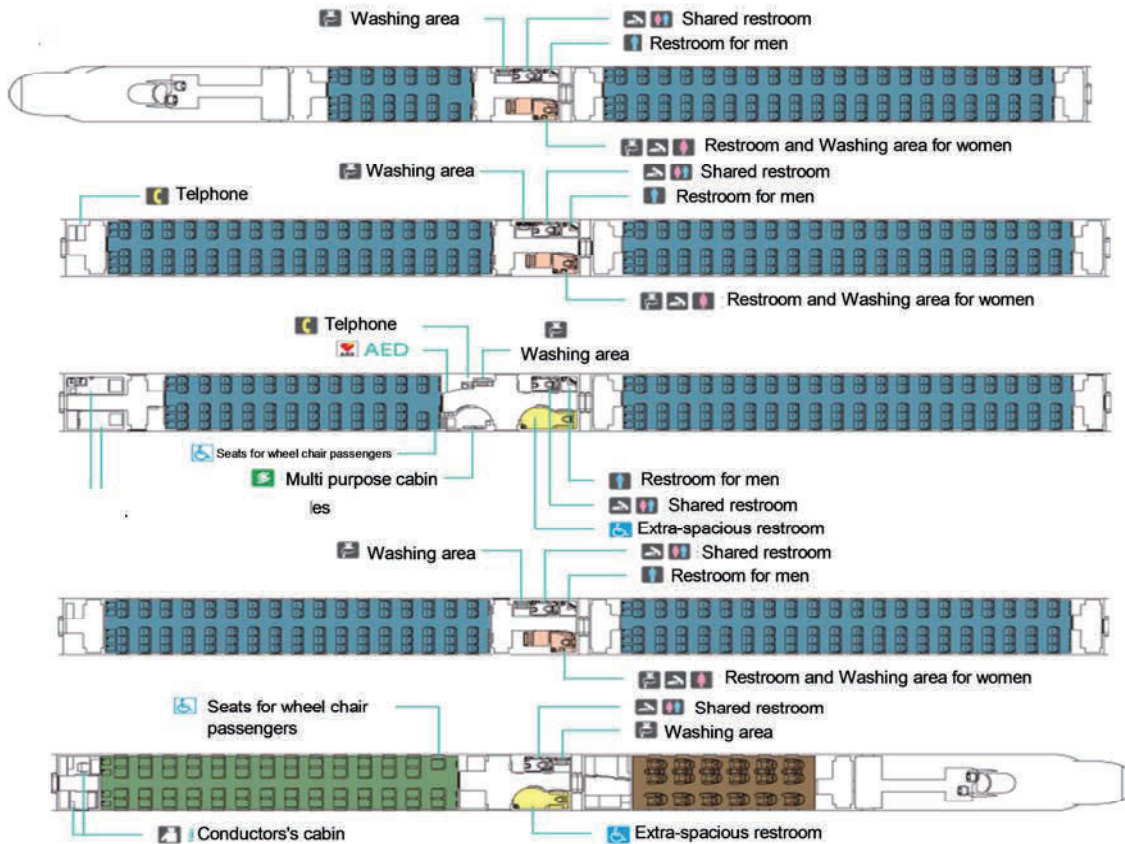 Washing area
Shared restroom
Restroom for men
Restroom and Washing area for women
Washing area
Shared restroom
Telphone
Restroom for men
Restroom and Washing area for women
Telphone
AED
Washing area
Seats for wheel chair passengers
Multi purpose cabin
Restroom for men
les
Shared restroom
Extra-spacious restroom
Washing area
Shared restroom
Restroom for men
Restroom and Washing area for women
Seats for wheel chair
passengers
Shared restroom
Washing area
Conductors's cabin
Extra-spacious restroom